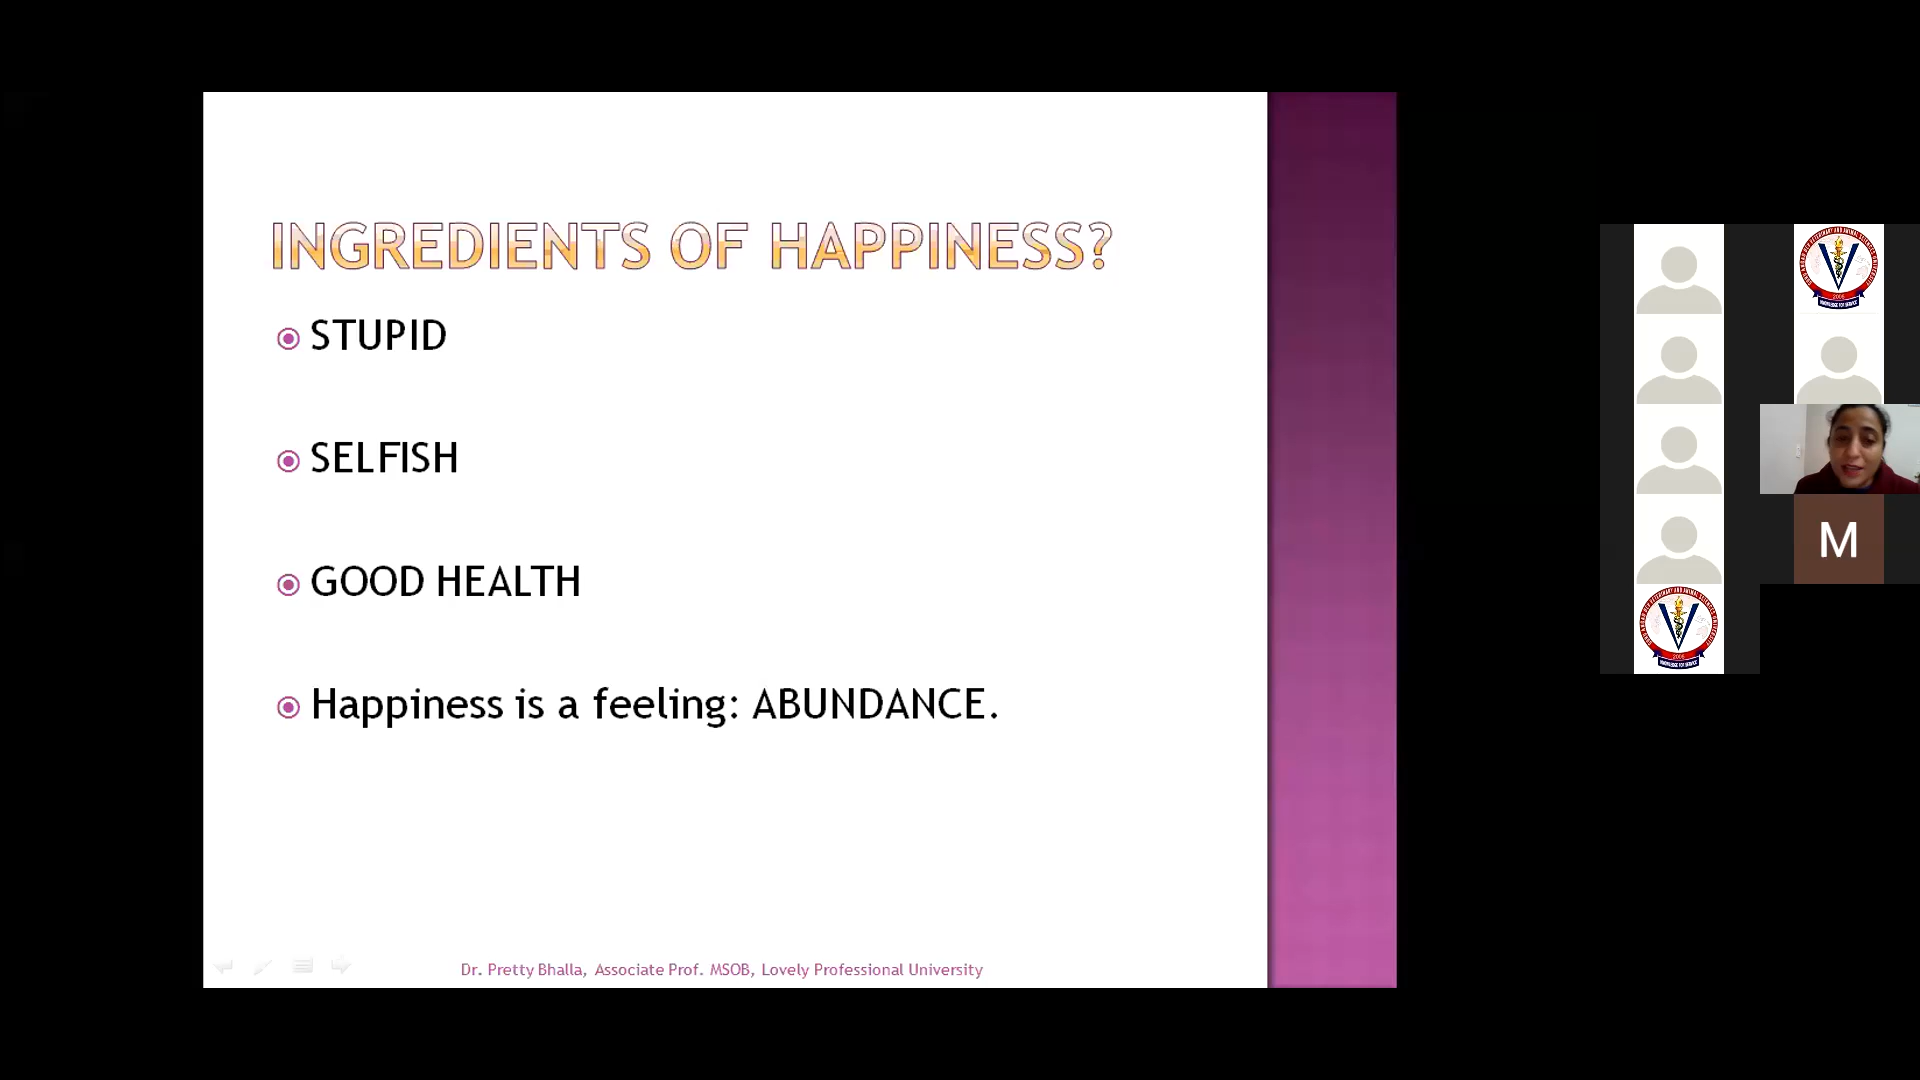 INGREDIENTS OF HAPPINESS?
STUPID
SELFISH
GOOD HEALTH
Happiness is a feeling: ABUNDANCE.
Dr. Pretty Bhalla, Associate Prof. MSOB, Lovely Professional University
M